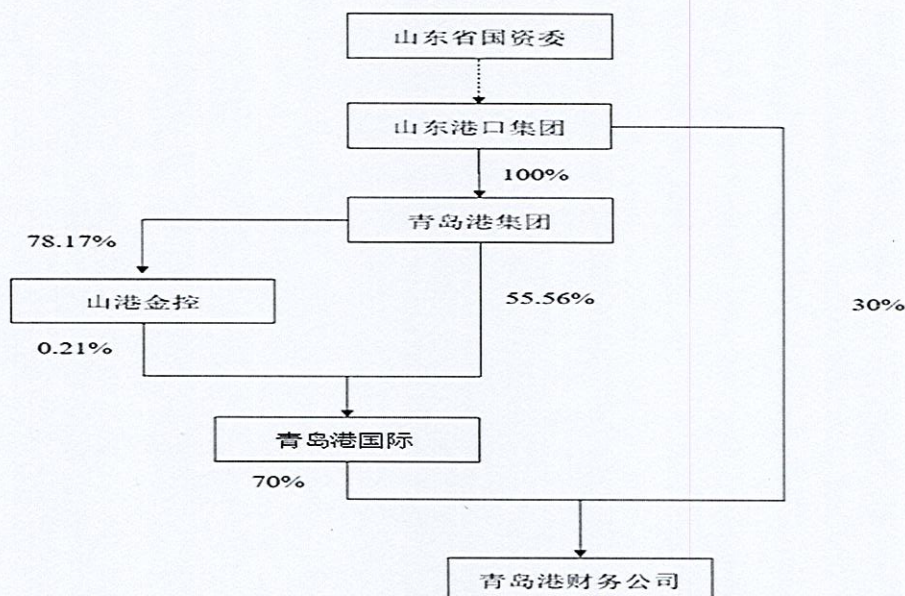 山东省国资委
山东港口集团
100%
青岛港集团
78.17%
山港金控
55.56%
30%
0.21%
青岛港国际
70%
青岛港财务公司